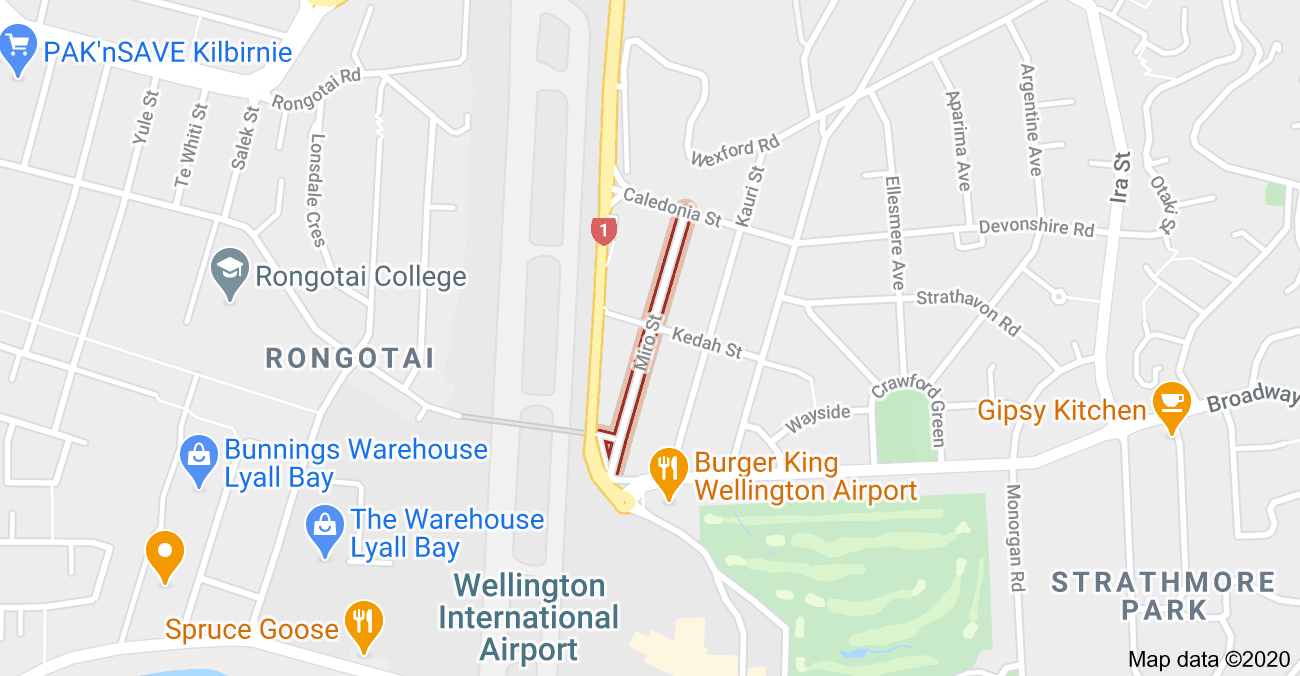 PAK'nSAVE Kilbirnie
Rongotai Rd
Yule St
Te Whiti St
Salek St
Lonsdale Cres
Wexford Rd
Kauri St
Caledonia St
Aparima Ave
Argentine Ave
Ira St
Otaki St
Ellesmere Ave
Devonshire Rd
1
Rongotai College
Strathavon Rd
RONGOTAI
Miro St
Kedah St
Crawford Green
Wayside
Gipsy Kitchen
Broadway
Bunnings Warehouse
Lyall Bay
Burger King
Wellington Airport
The Warehouse
Lyall Bay
Monorgan Rd
Wellington
International
Airport
STRATHMORE
PARK
Spruce Goose
Map data ©2020